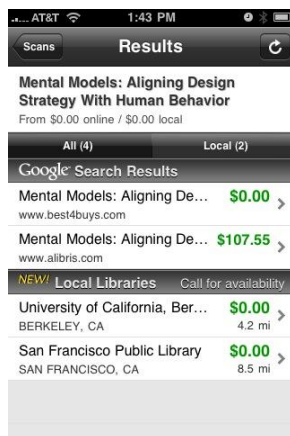 AT&T 1:43 PM
Scans Results
Mental Models: Aligning Design
Strategy With Human Behavior
From $0.00 online / $0.00 local
All (4) Local (2)
Google Search Results
Mental Models: Aligning De... $0.00
www.best4buys.com
Mental Models: Aligning De... $107.55
www.alibris.com
NEW! Local Libraries Call for availability
University of California, Ber... $0.00
BERKELEY, CA 4.2 mi
San Francisco Public Library $0.00
SAN FRANCISCO, CA 8.5 mi